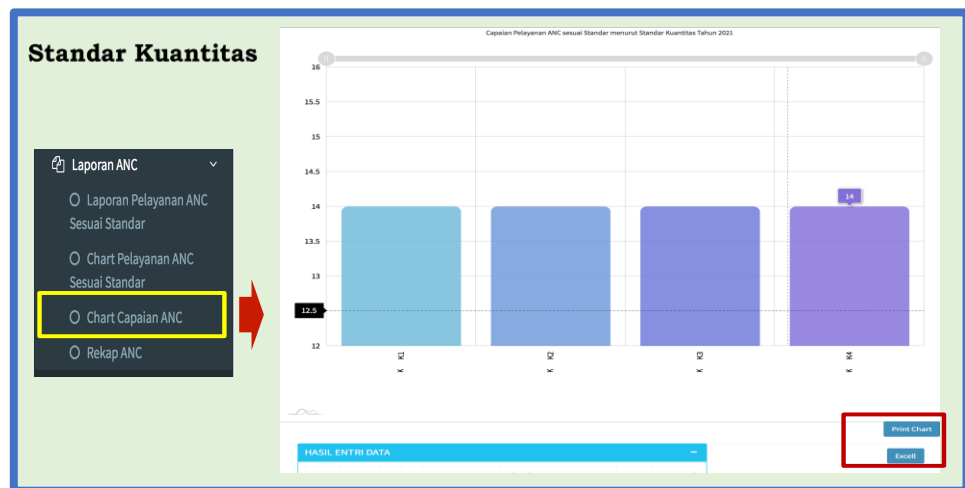 Standar Kuantitas
Laporan ANC
Laporan Pelayanan ANC
Sesuai Standar
Chart Pelayanan ANC
Sesuai Standar
Chart Capaian ANC
Rekap ANC
Capaian Pelayanan ANC sesuai Standar menurut Standar Kuantitas Tahun 2021
16
15.5
15
14.5
14
13.5
13
12.5
12
14
K1
K2
K3
K4
K
K
K
K
Print Chart
HASIL ENTRI DATA
Excell